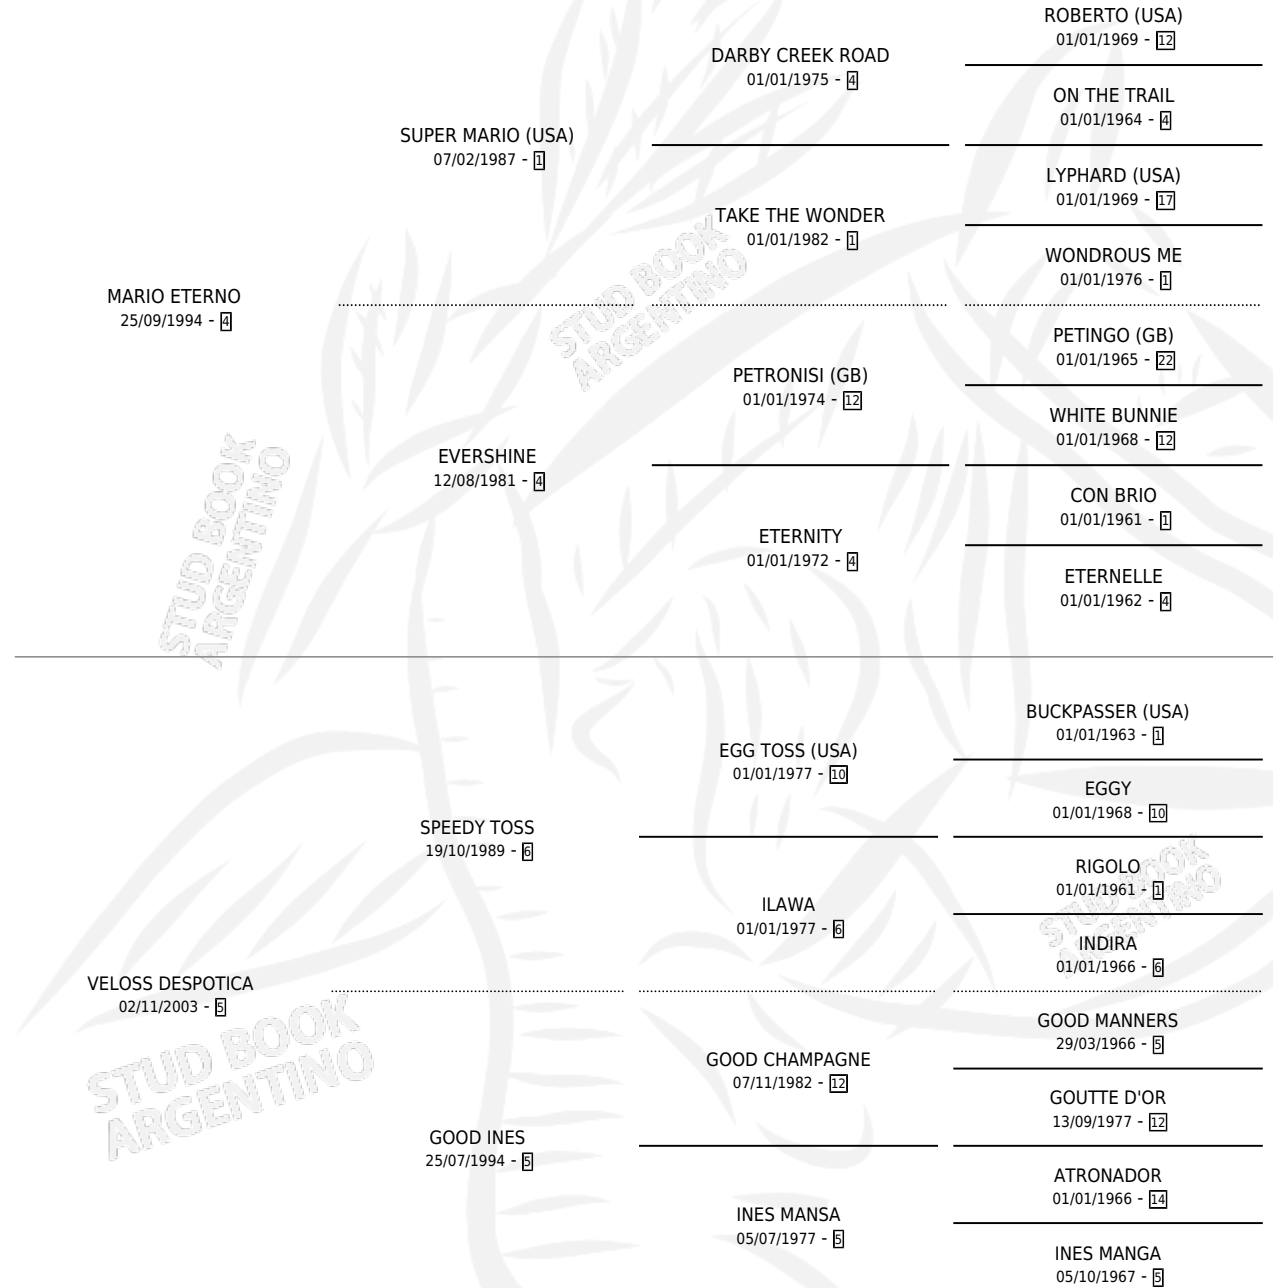 ROBERTO (USA)
01/01/1969 - 12
DARBY CREEK ROAD
01/01/1975 - 4
ON THE TRAIL
01/01/1964 - 4
SUPER MARIO (USA)
07/02/1987 - 1
LYPHARD (USA)
01/01/1969 - 17
TAKE THE WONDER
01/01/1982 - 1
WONDROUS ME
01/01/1976 - 1
MARIO ETERNO
25/09/1994 - 4
STUD BOOK
ARGENTINO
PETINGO (GB)
01/01/1965 - 22
PETRONISI (GB)
01/01/1974 - 12
WHITE BUNNIE
01/01/1968 - 12
EVERSHINE
12/08/1981 - 4
CON BRIO
01/01/1961 - 1
ETERNITY
01/01/1972 - 4
ETERNELLE
01/01/1962 - 4
STUD BOOK
ARGENTINO
BUCKPASSER (USA)
01/01/1963 - 1
EGG TOSS (USA)
01/01/1977 - 10
EGGY
01/01/1968 - 10
SPEEDY TOSS
19/10/1989 - 6
RIGOLO
01/01/1961 - 1
ILAWA
01/01/1977 - 6
INDIRA
01/01/1966 - 6
STUD BOOK
ARGENTINO
VELOSS DESPOTICA
02/11/2003 - 5
GOOD MANNERS
29/03/1966 - 5
GOOD CHAMPAGNE
07/11/1982 - 12
GOUTTE D'OR
13/09/1977 - 12
STUD BOOK
ARGENTINO
GOOD INES
25/07/1994 - 5
ATRONADOR
01/01/1966 - 14
INES MANSA
05/07/1977 - 5
INES MANGA
05/10/1967 - 5